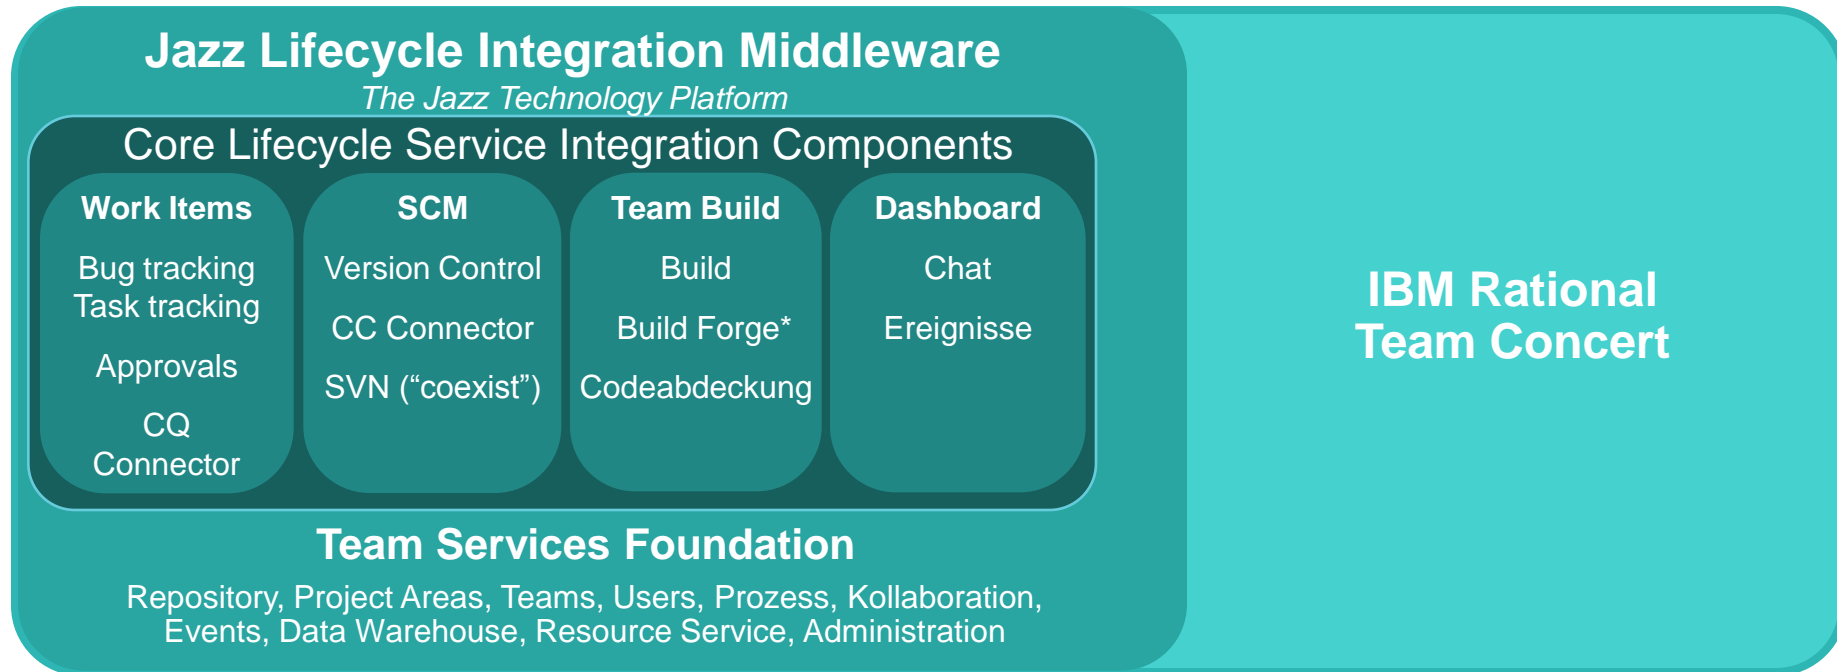 Jazz Lifecycle Integration Middleware
The Jazz Technology Platform
Core Lifecycle Service Integration Components
Work Items
Bug tracking
Task tracking
Approvals
CQ
Connector
SCM
Version Control
CC Connector
SVN (“coexist”)
Team Build
Build
Build Forge*
Codeabdeckung
Dashboard
Chat
Ereignisse
Team Services Foundation
Repository, Project Areas, Teams, Users, Prozess, Kollaboration,
Events, Data Warehouse, Resource Service, Administration
IBM Rational
Team Concert